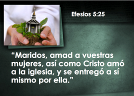 Efesios 5:25
“Maridos, amad a vuestras
mujeres, así como Cristo amó
a la iglesia, y se entregó a sí
mismo por ella.”